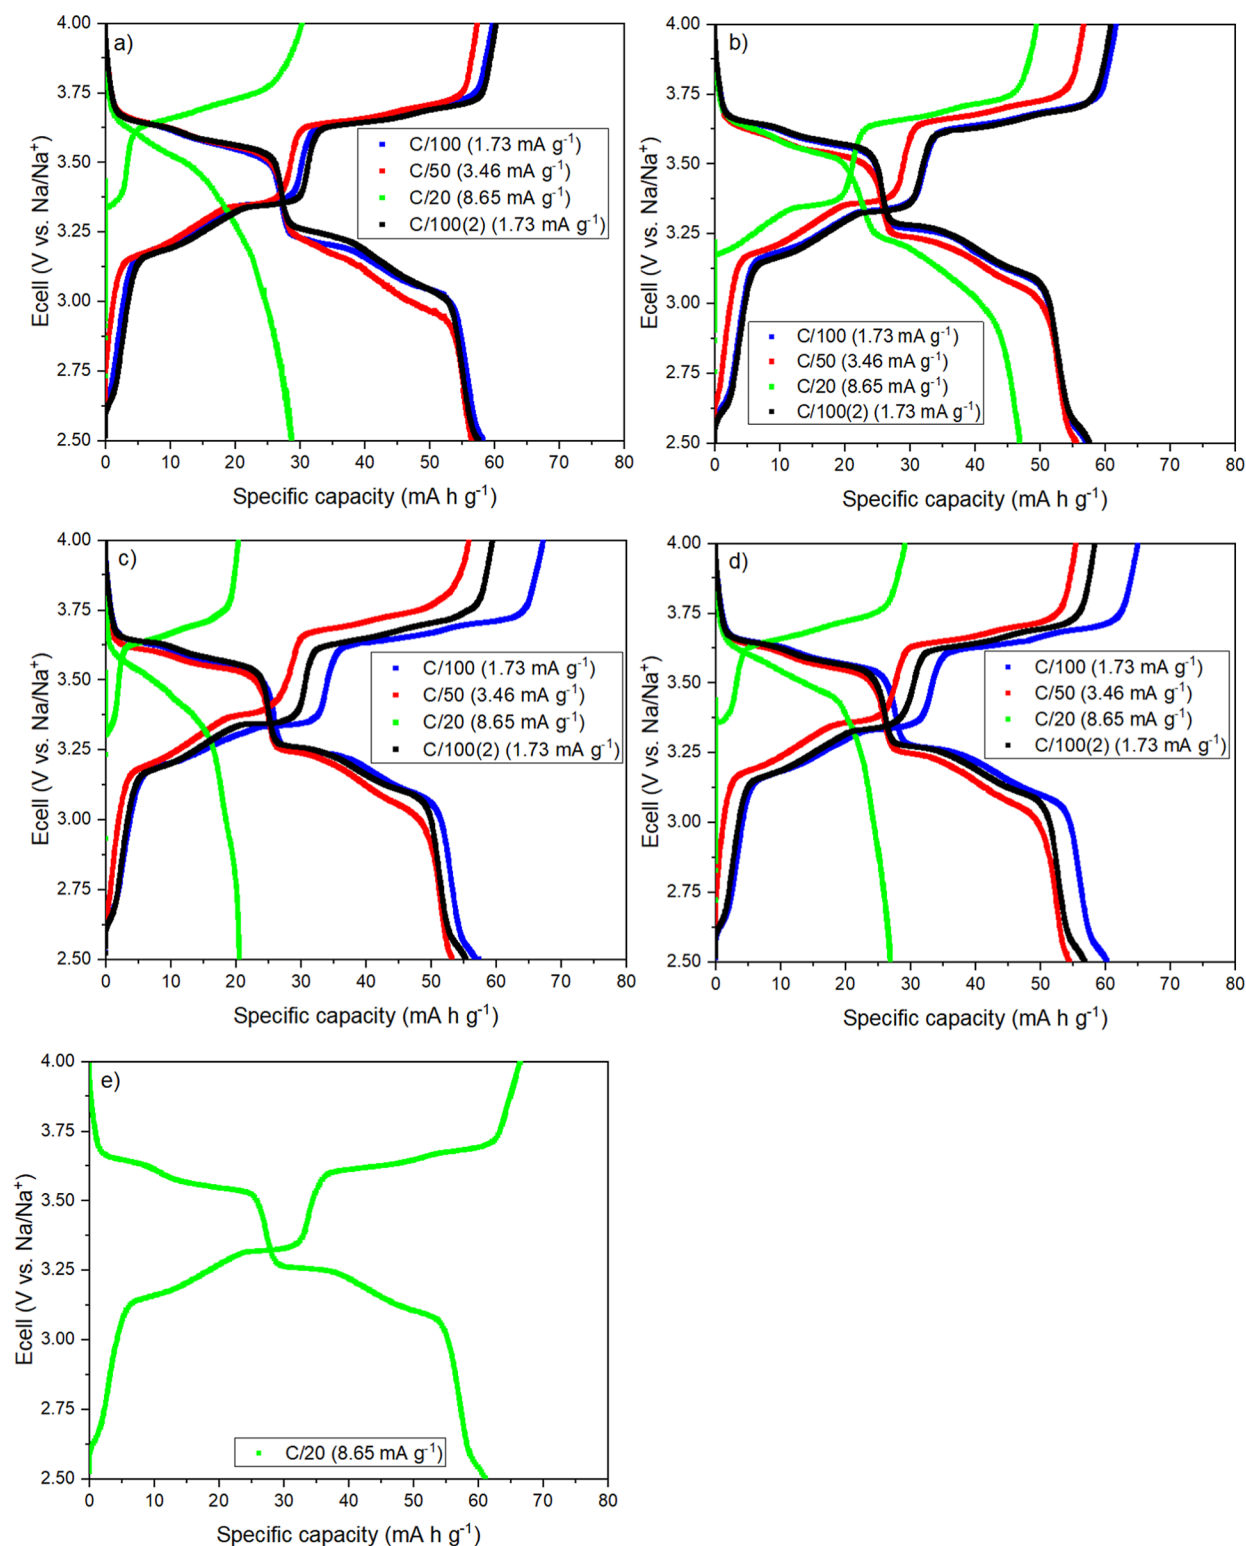 a)
Ecell (V vs. Na/Na⁺)
4.00
3.75
3.50
3.25
3.00
2.75
2.50
C/100 (1.73 mA g⁻¹)
C/50 (3.46 mA g⁻¹)
C/20 (8.65 mA g⁻¹)
C/100(2) (1.73 mA g⁻¹)
0 10 20 30 40 50 60 70 80
Specific capacity (mA h g⁻¹)
b)
Ecell (V vs. Na/Na⁺)
4.00
3.75
3.50
3.25
3.00
2.75
2.50
C/100 (1.73 mA g⁻¹)
C/50 (3.46 mA g⁻¹)
C/20 (8.65 mA g⁻¹)
C/100(2) (1.73 mA g⁻¹)
0 10 20 30 40 50 60 70 80
Specific capacity (mA h g⁻¹)
c)
Ecell (V vs. Na/Na⁺)
4.00
3.75
3.50
3.25
3.00
2.75
2.50
C/100 (1.73 mA g⁻¹)
C/50 (3.46 mA g⁻¹)
C/20 (8.65 mA g⁻¹)
C/100(2) (1.73 mA g⁻¹)
0 10 20 30 40 50 60 70 80
Specific capacity (mA h g⁻¹)
d)
Ecell (V vs. Na/Na⁺)
4.00
3.75
3.50
3.25
3.00
2.75
2.50
C/100 (1.73 mA g⁻¹)
C/50 (3.46 mA g⁻¹)
C/20 (8.65 mA g⁻¹)
C/100(2) (1.73 mA g⁻¹)
0 10 20 30 40 50 60 70 80
Specific capacity (mA h g⁻¹)
e)
Ecell (V vs. Na/Na⁺)
4.00
3.75
3.50
3.25
3.00
2.75
2.50
C/20 (8.65 mA g⁻¹)
0 10 20 30 40 50 60 70 80
Specific capacity (mA h g⁻¹)